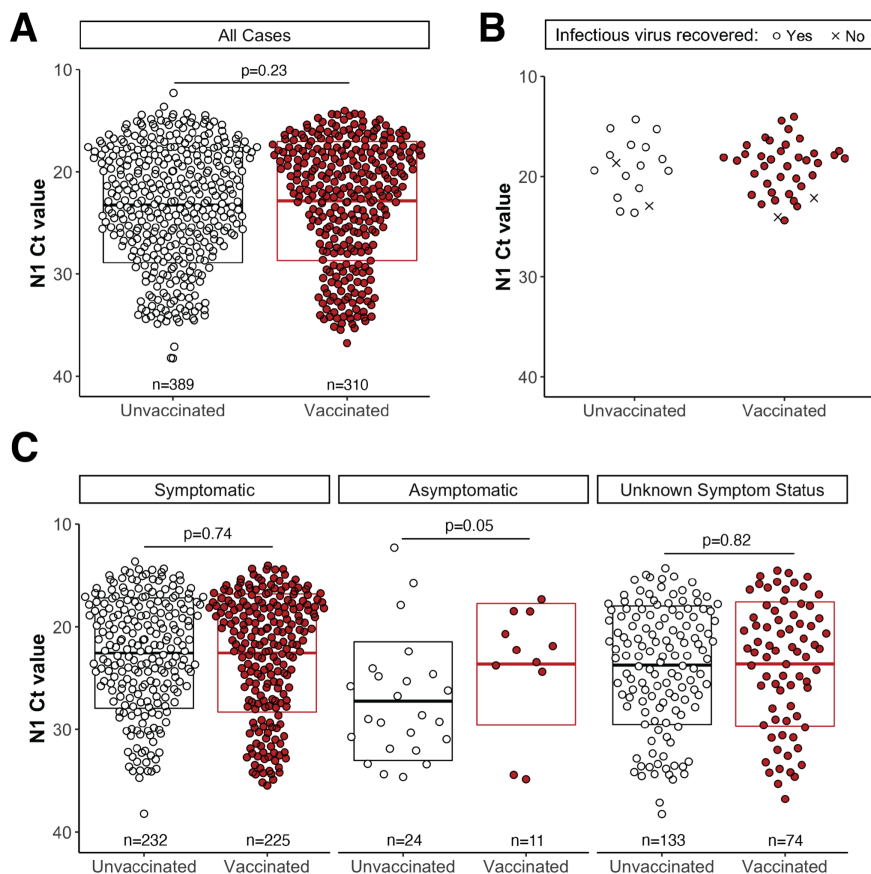 A
All Cases
N1 Ct value
10
20
30
40
p=0.23
n=389
n=310
Unvaccinated
Vaccinated
B
Infectious virus recovered: ○ Yes × No
N1 Ct value
10
20
30
40
Unvaccinated
Vaccinated
C
Symptomatic
Asymptomatic
Unknown Symptom Status
N1 Ct value
10
20
30
40
p=0.74
p=0.05
p=0.82
n=232
n=225
n=24
n=11
n=133
n=74
Unvaccinated
Vaccinated
Unvaccinated
Vaccinated
Unvaccinated
Vaccinated